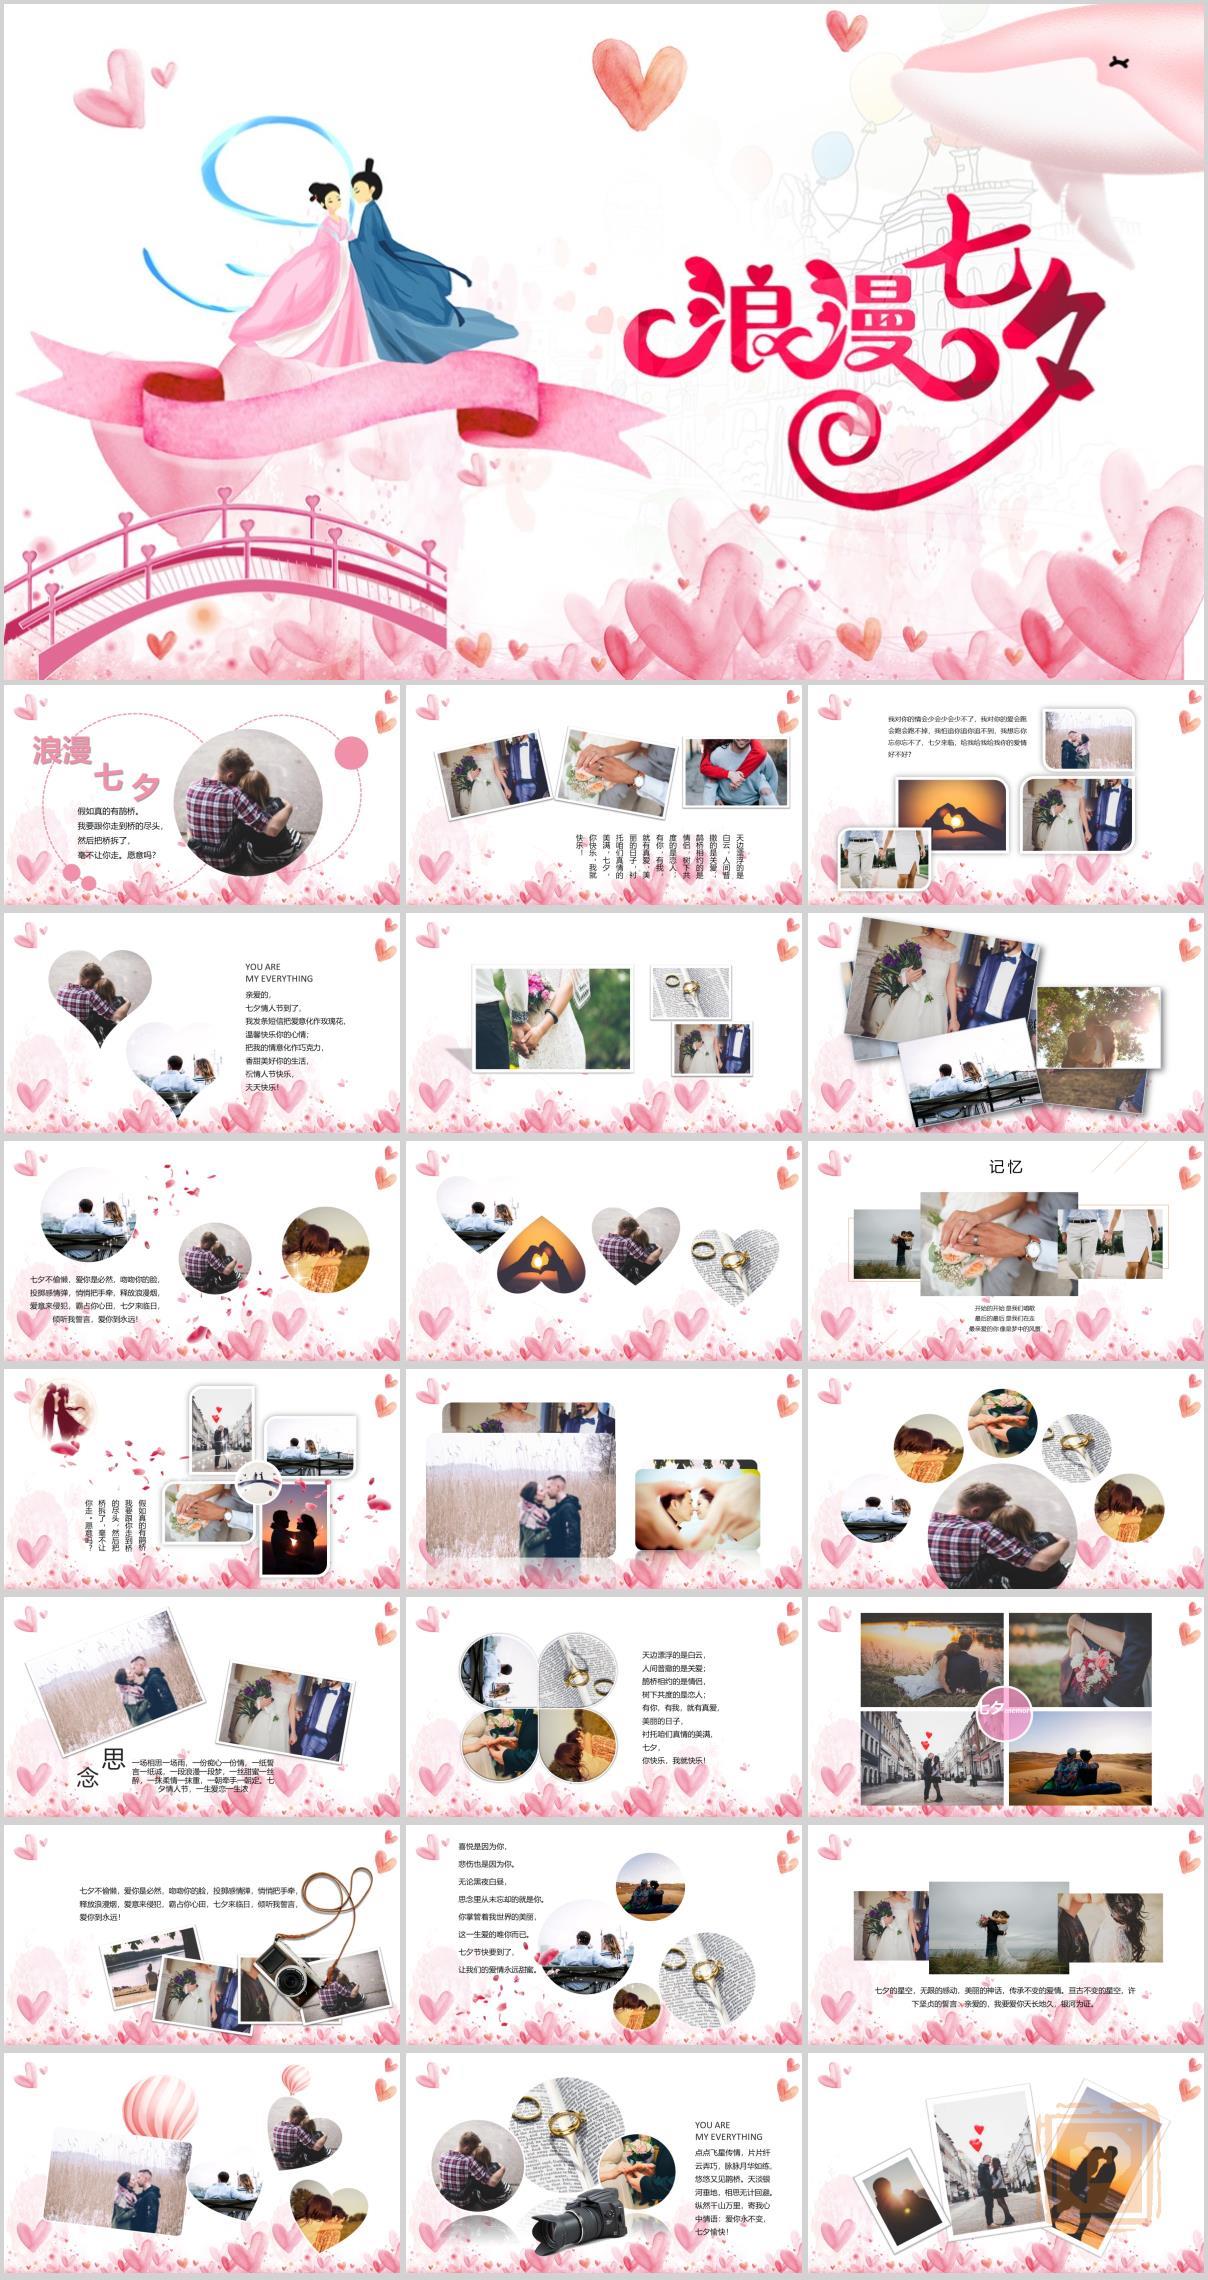 浪漫七夕
浪漫
七夕
假如真的有鹊桥。
我要跟你走到桥的尽头，
然后把桥拆了，
毫不让你走。愿意吗？
天边漂浮的是
白云，人间普
撒的是关爱；
鹊桥相约的是
情侣，树下共
度的是恋人；
有你，有我，
就有真爱，美
丽的日子，衬
托咱们真情的
美满，七夕，
你快乐，我就
快乐！
我对你的情会少会少会少不了，我对你的爱会跑
会跑会跑不掉，我怕追你追你追不到，我想忘你
忘你忘不了，七夕来临，给我给我给我你的爱情
好不好？
YOU ARE
MY EVERYTHING
亲爱的，
七夕情人节到了，
我发条短信把爱意化作玫瑰花，
温馨快乐你的心情；
把我的情意化作巧克力，
香甜美好你的生活，
祝情人节快乐，
天天快乐！
七夕不偷懒，爱你是必然，吻吻你的脸，
投掷感情弹，悄悄把手牵，释放浪漫烟，
爱意来侵犯，霸占你心田，七夕来临日，
倾听我誓言，爱你到永远！
记忆
开始的开始 是我们唱歌
最后的最后 是我们在走
最亲爱的你 像是梦中的风景
假如真的有鹊桥
我要跟你走到桥
的尽头，然后把
桥拆了，毫不让
你走。愿意吗？
思
念
一场相思一场雨，一份痴心一份情，一纸誓
言一纸诚，一段浪漫一段梦，一丝甜蜜一丝
醉，一抹柔情一抹重，一朝牵手一朝定。七
夕情人节，一生爱恋一生浓
天边漂浮的是白云，
人间普撒的是关爱；
鹊桥相约的是情侣，
树下共度的是恋人；
有你，有我，就有真爱，
美丽的日子，
衬托咱们真情的美满，
七夕，
你快乐，我就快乐！
七夕
七夕不偷懒，爱你是必然，吻吻你的脸，投掷感情弹，悄悄把手牵，
释放浪漫烟，爱意来侵犯，霸占你心田，七夕来临日，倾听我誓言，
爱你到永远！
喜悦是因为你，
悲伤也是因为你。
无论黑夜白昼，
思念里从未忘却的就是你。
你掌管着我世界的美丽，
这一生爱的唯你而已。
七夕节快要到了，
让我们的爱情永远甜蜜。
七夕的星空，无限的感动，美丽的神话，传承不变的爱情。亘古不变的星空，许
下坚贞的誓言：亲爱的，我要爱你天长地久，银河为证。
YOU ARE
MY EVERYTHING
点点飞星传情，片片纤
云弄巧，脉脉月华如练，
悠悠又见鹊桥。天淡银
河垂地，相思无计回避。
纵然千山万里，寄我心
中情语：爱你永不变，
七夕愉快！